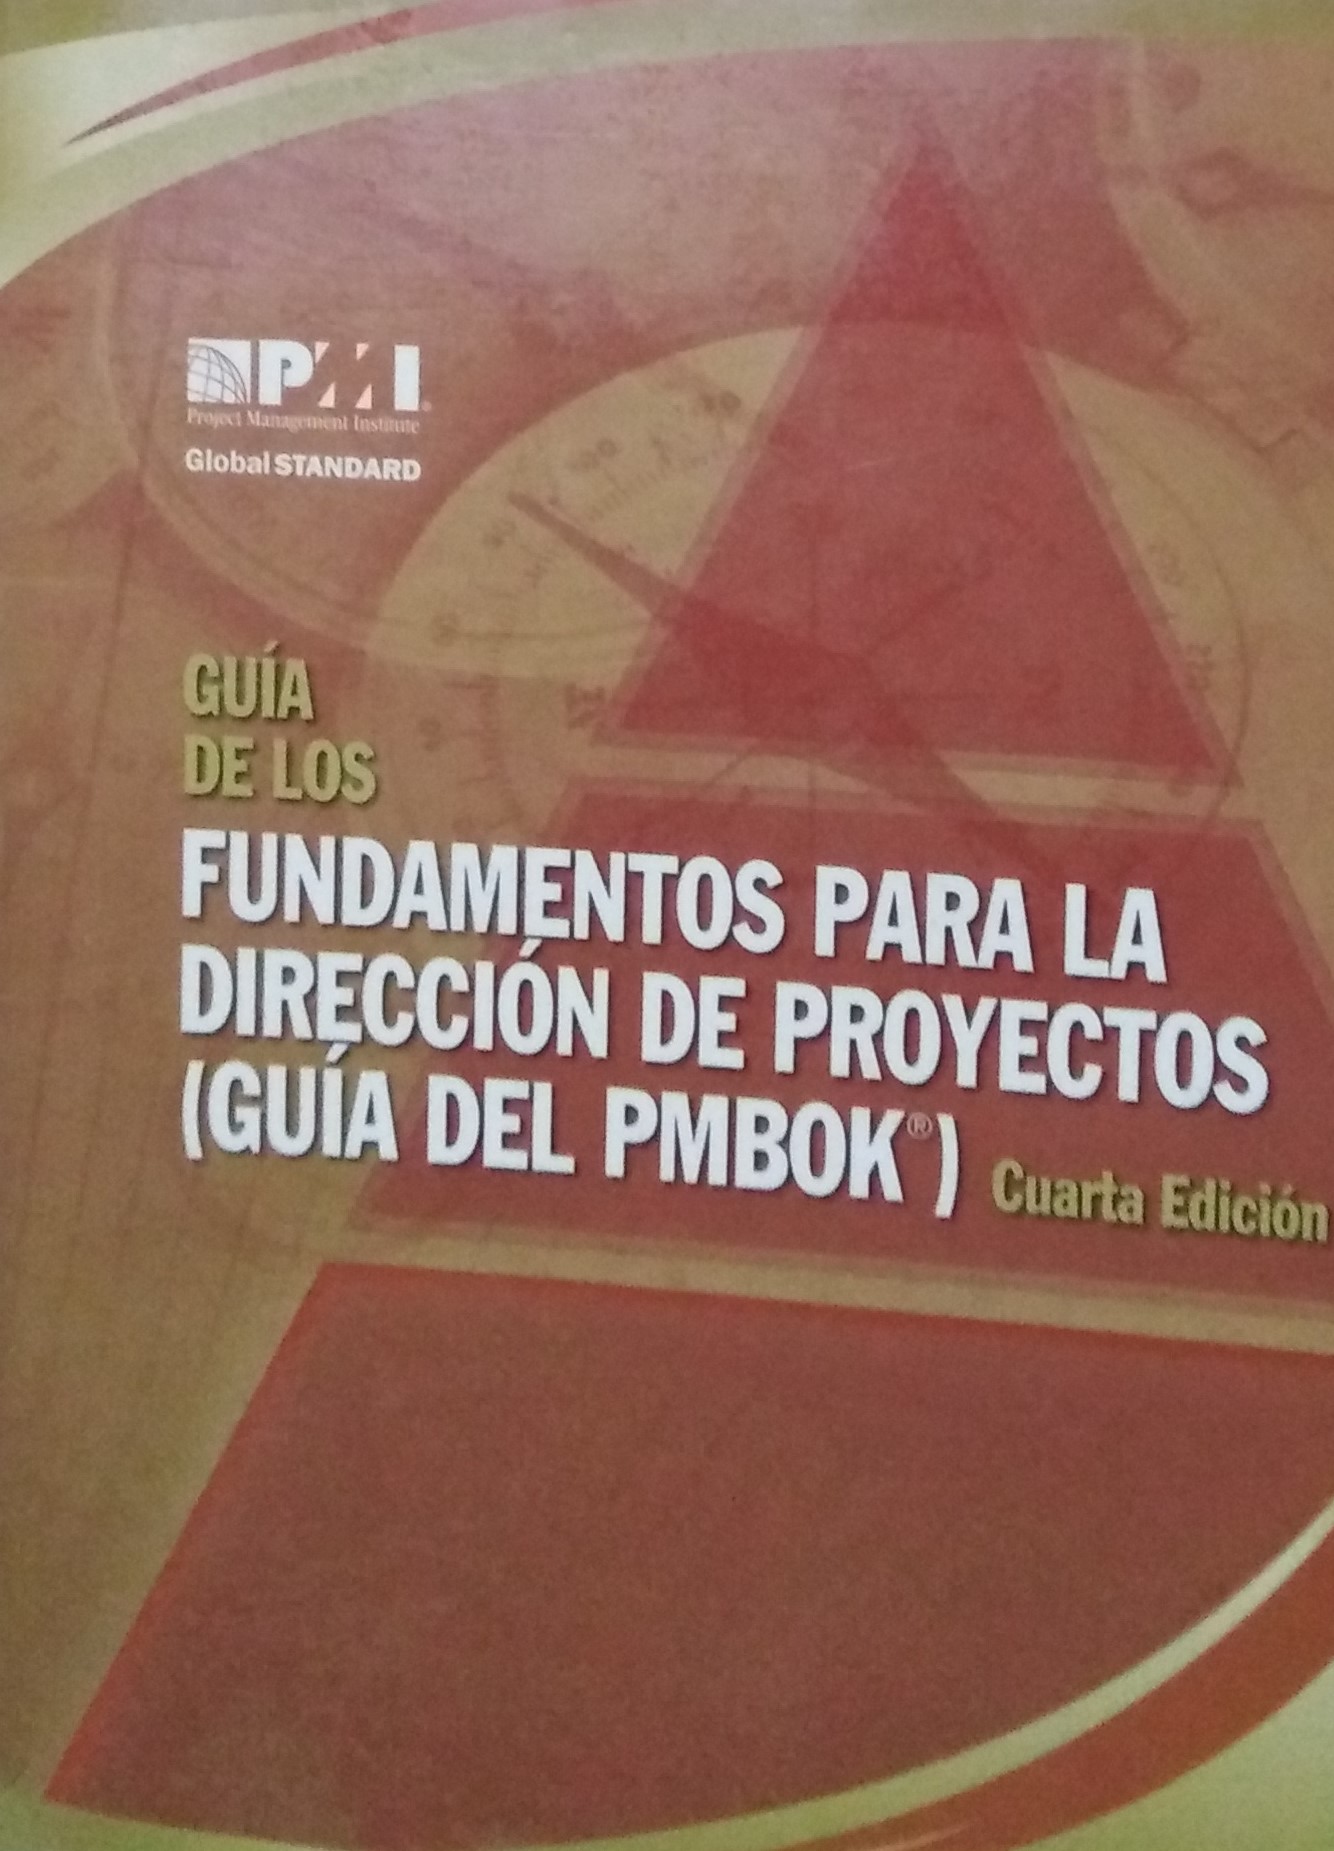 PMI®
Project Management Institute
Global STANDARD
GUÍA
DE LOS
FUNDAMENTOS PARA LA
DIRECCIÓN DE PROYECTOS
(GUÍA DEL PMBOK®) Cuarta Edición